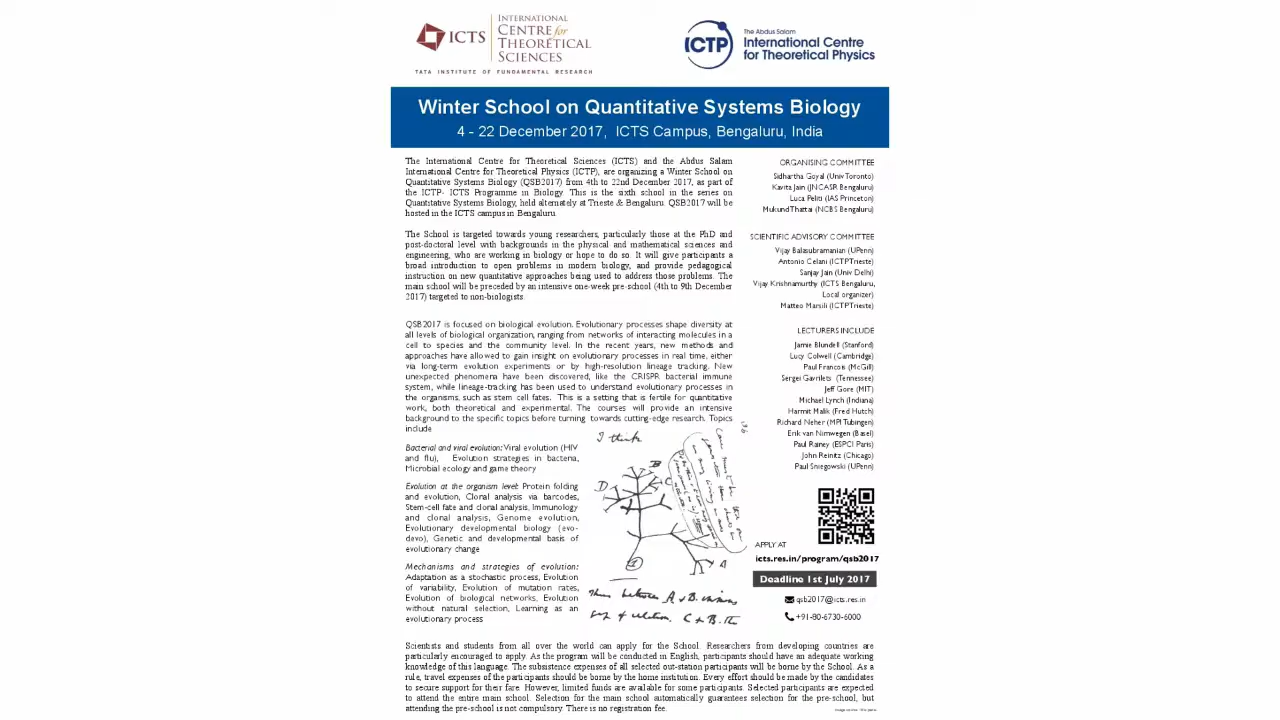 ICTS
INTERNATIONAL
CENTRE for
THEORETICAL
SCIENCES
TATA INSTITUTE OF FUNDAMENTAL RESEARCH
ICTP
The Abdus Salam
International Centre
for Theoretical Physics
Winter School on Quantitative Systems Biology
4 - 22 December 2017, ICTS Campus, Bengaluru, India
The International Centre for Theoretical Sciences (ICTS) and the Abdus Salam
International Centre for Theoretical Physics (ICTP), are organizing a Winter School on
Quantitative Systems Biology (QSB2017) from 4th to 22nd December 2017, as part of
the ICTP- ICTS Programme in Biology. This is the sixth school in the series on
Quantitative Systems Biology, held alternately at Trieste & Bengaluru. QSB2017 will be
hosted in the ICTS campus in Bengaluru.
The School is targeted towards young researchers, particularly those at the PhD and
post-doctoral level with backgrounds in the physical and mathematical sciences and
engineering, who are working in biology or hope to do so. It will give participants a
broad introduction to open problems in modern biology, and provide pedagogical
instruction on new quantitative approaches being used to address those problems. The
main school will be preceded by an intensive one-week pre-school (4th to 9th December
2017) targeted to non-biologists.
QSB2017 is focused on biological evolution. Evolutionary processes shape diversity at
all levels of biological organization, ranging from networks of interacting molecules in a
cell to species and the community level. In the recent years, new methods and
approaches have allowed to gain insight on evolutionary processes in real time, either
via long-term evolution experiments or by high-resolution lineage tracking. New
unexpected phenomena have been discovered, like the CRISPR bacterial immune
system, while lineage-tracking has been used to understand evolutionary processes in
the organisms, such as stem cell fates. This is a setting that is fertile for quantitative
work, both theoretical and experimental. The courses will provide an intensive
background to the specific topics before turning towards cutting-edge research. Topics
include
Bacterial and viral evolution: Viral evolution (HIV
and flu), Evolution strategies in bacteria,
Microbial ecology and game theory
Evolution at the organism level: Protein folding
and evolution, Clonal analysis via barcodes,
Stem-cell fate and clonal analysis, Immunology
and clonal analysis, Genome evolution,
Evolutionary developmental biology (evo-
devo), Genetic and developmental basis of
evolutionary change
Mechanisms and strategies of evolution:
Adaptation as a stochastic process, Evolution
of variability, Evolution of mutation rates,
Evolution of biological networks, Evolution
without natural selection, Learning as an
evolutionary process
I think
B
D
C
A
1
Thus between A & B.
C & B. The
ORGANISING COMMITTEE
Sidhartha Goyal (Univ Toronto)
Kavita Jain (JNCASR Bengaluru)
Luca Peliti (IAS Princeton)
Mukund Thattai (NCBS Bengaluru)
SCIENTIFIC ADVISORY COMMITTEE
Vijay Balasubramanian (UPenn)
Antonio Celani (ICTP Trieste)
Sanjay Jain (Univ Delhi)
Vijay Krishnamurthy (ICTS Bengaluru,
Local organizer)
Matteo Marsili (ICTP Trieste)
LECTURERS INCLUDE
Jamie Blundell (Stanford)
Lucy Colwell (Cambridge)
Paul Francois (McGill)
Sergei Gavrilets (Tennessee)
Jeff Gore (MIT)
Michael Lynch (Indiana)
Harmit Malik (Fred Hutch)
Richard Neher (MPI Tubingen)
Erik van Nimwegen (Basel)
Paul Rainey (ESPCI Paris)
John Reinitz (Chicago)
Paul Sniegowski (UPenn)
APPLY AT
icts.res.in/program/qsb2017
Deadline 1st July 2017
qsb2017@icts.res.in
+91-80-6730-6000
Scientists and students from all over the world can apply for the School. Researchers from developing countries are
particularly encouraged to apply. As the program will be conducted in English, participants should have an adequate working
knowledge of this language. The subsistence expenses of all selected out-station participants will be borne by the School. As a
rule, travel expenses of the participants should be borne by the home institution. Every effort should be made by the candidates
to secure support for their fare. However, limited funds are available for some participants. Selected participants are expected
to attend the entire main school. Selection for the main school automatically guarantees selection for the pre-school, but
attending the pre-school is not compulsory. There is no registration fee.